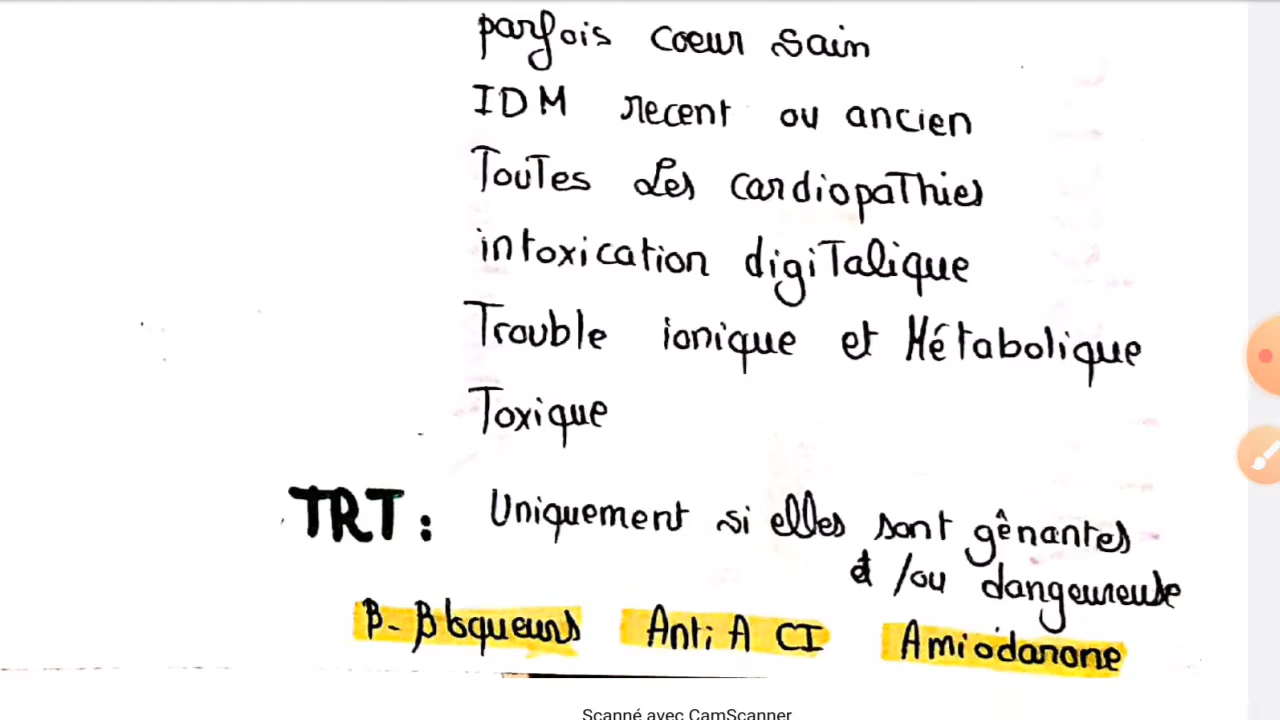 parfois coeur sain
IDM recent ou ancien
Toutes les cardiopathies
intoxication digitalique
Trouble ionique et Métabolique
Toxique
TRT : Uniquement si elles sont gênantes
et /ou dangeureuse
β-Bloqueurs Anti A CI Amiodarone
Scanné avec CamScanner